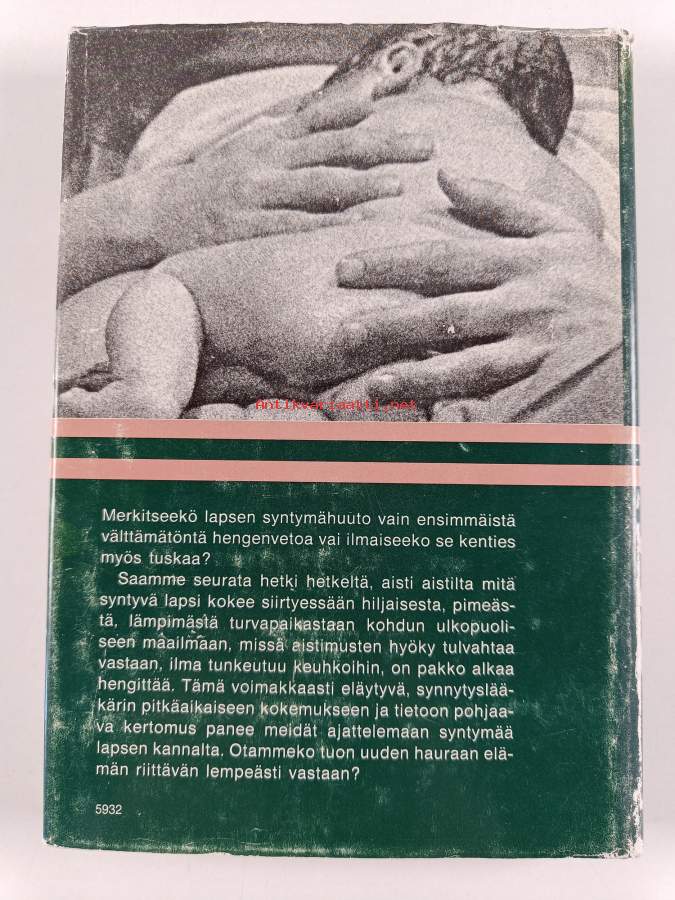 Antikvariaatti.net
Merkitseekö lapsen syntymähuuto vain ensimmäistä
välttämätöntä hengenvetoa vai ilmaiseeko se kenties
myös tuskaa?
Saamme seurata hetki hetkeltä, aisti aistilta mitä
syntyvä lapsi kokee siirtyessään hiljaisesta, pimeäs-
tä, lämpimästä turvapaikastaan kohdun ulkopuoli-
seen maailmaan, missä aistimusten hyöky tulvahtaa
vastaan, ilma tunkeutuu keuhkoihin, on pakko alkaa
hengittää. Tämä voimakkaasti eläytyvä, synnytyslää-
kärin pitkäaikaiseen kokemukseen ja tietoon pohjaa-
va kertomus panee meidät ajattelemaan syntymää
lapsen kannalta. Otammeko tuon uuden hauraan elä-
män riittävän lempeästi vastaan?
5932